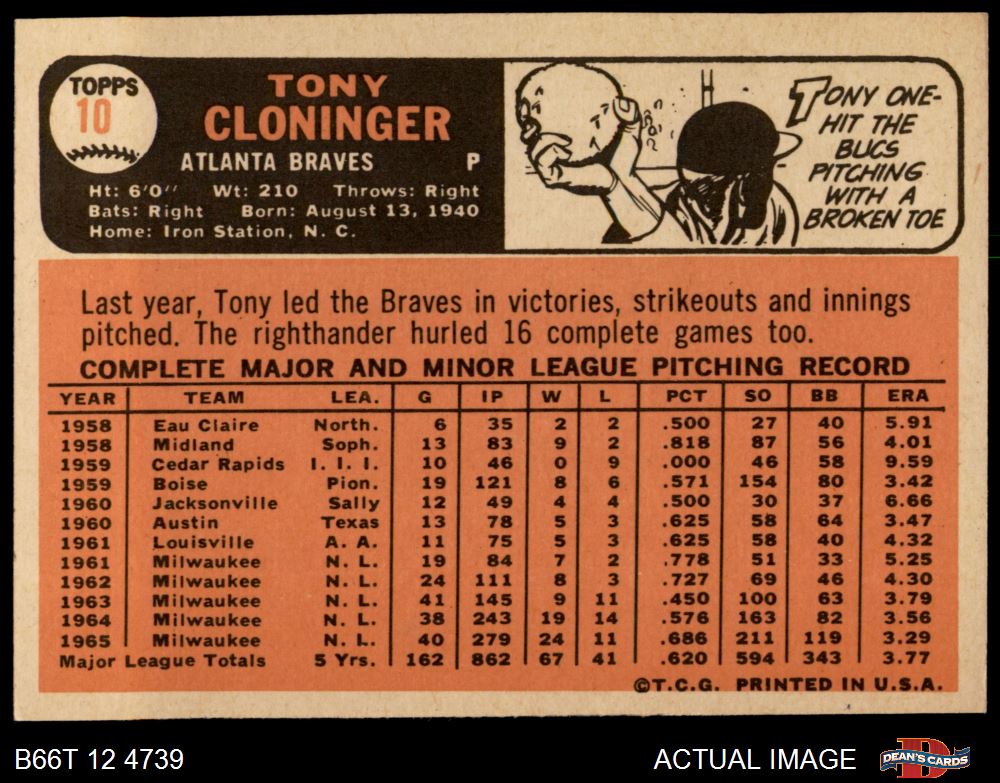 TOPPS
10
TONY
CLONINGER
ATLANTA BRAVES P
Ht: 6'0" Wt: 210 Throws: Right
Bats: Right Born: August 13, 1940
Home: Iron Station, N. C.
TONY ONE-
HIT THE
BUCS
PITCHING
WITH A
BROKEN TOE
Last year, Tony led the Braves in victories, strikeouts and innings
pitched. The righthander hurled 16 complete games too.
COMPLETE MAJOR AND MINOR LEAGUE PITCHING RECORD
YEAR TEAM LEA. G IP W L PCT SO BB ERA
1958 Eau Claire North. 6 35 2 2 .500 27 40 5.91
1958 Midland Soph. 13 83 9 2 .818 87 56 4.01
1959 Cedar Rapids I. I. I. 10 46 0 9 .000 46 58 9.59
1959 Boise Pion. 19 121 8 6 .571 154 80 3.42
1960 Jacksonville Sally 12 49 4 4 .500 30 37 6.66
1960 Austin Texas 13 78 5 3 .625 58 64 3.47
1961 Louisville A. A. 11 75 5 3 .625 58 40 4.32
1961 Milwaukee N. L. 19 84 7 2 .778 51 33 5.25
1962 Milwaukee N. L. 24 111 8 3 .727 69 46 4.30
1963 Milwaukee N. L. 41 145 9 11 .450 100 63 3.79
1964 Milwaukee N. L. 38 243 19 14 .576 163 82 3.56
1965 Milwaukee N. L. 40 279 24 11 .686 211 119 3.29
Major League Totals 5 Yrs. 162 862 67 41 .620 594 343 3.77
©T.C.G. PRINTED IN U.S.A.
B66T 12 4739 ACTUAL IMAGE DEAN'S CARDS